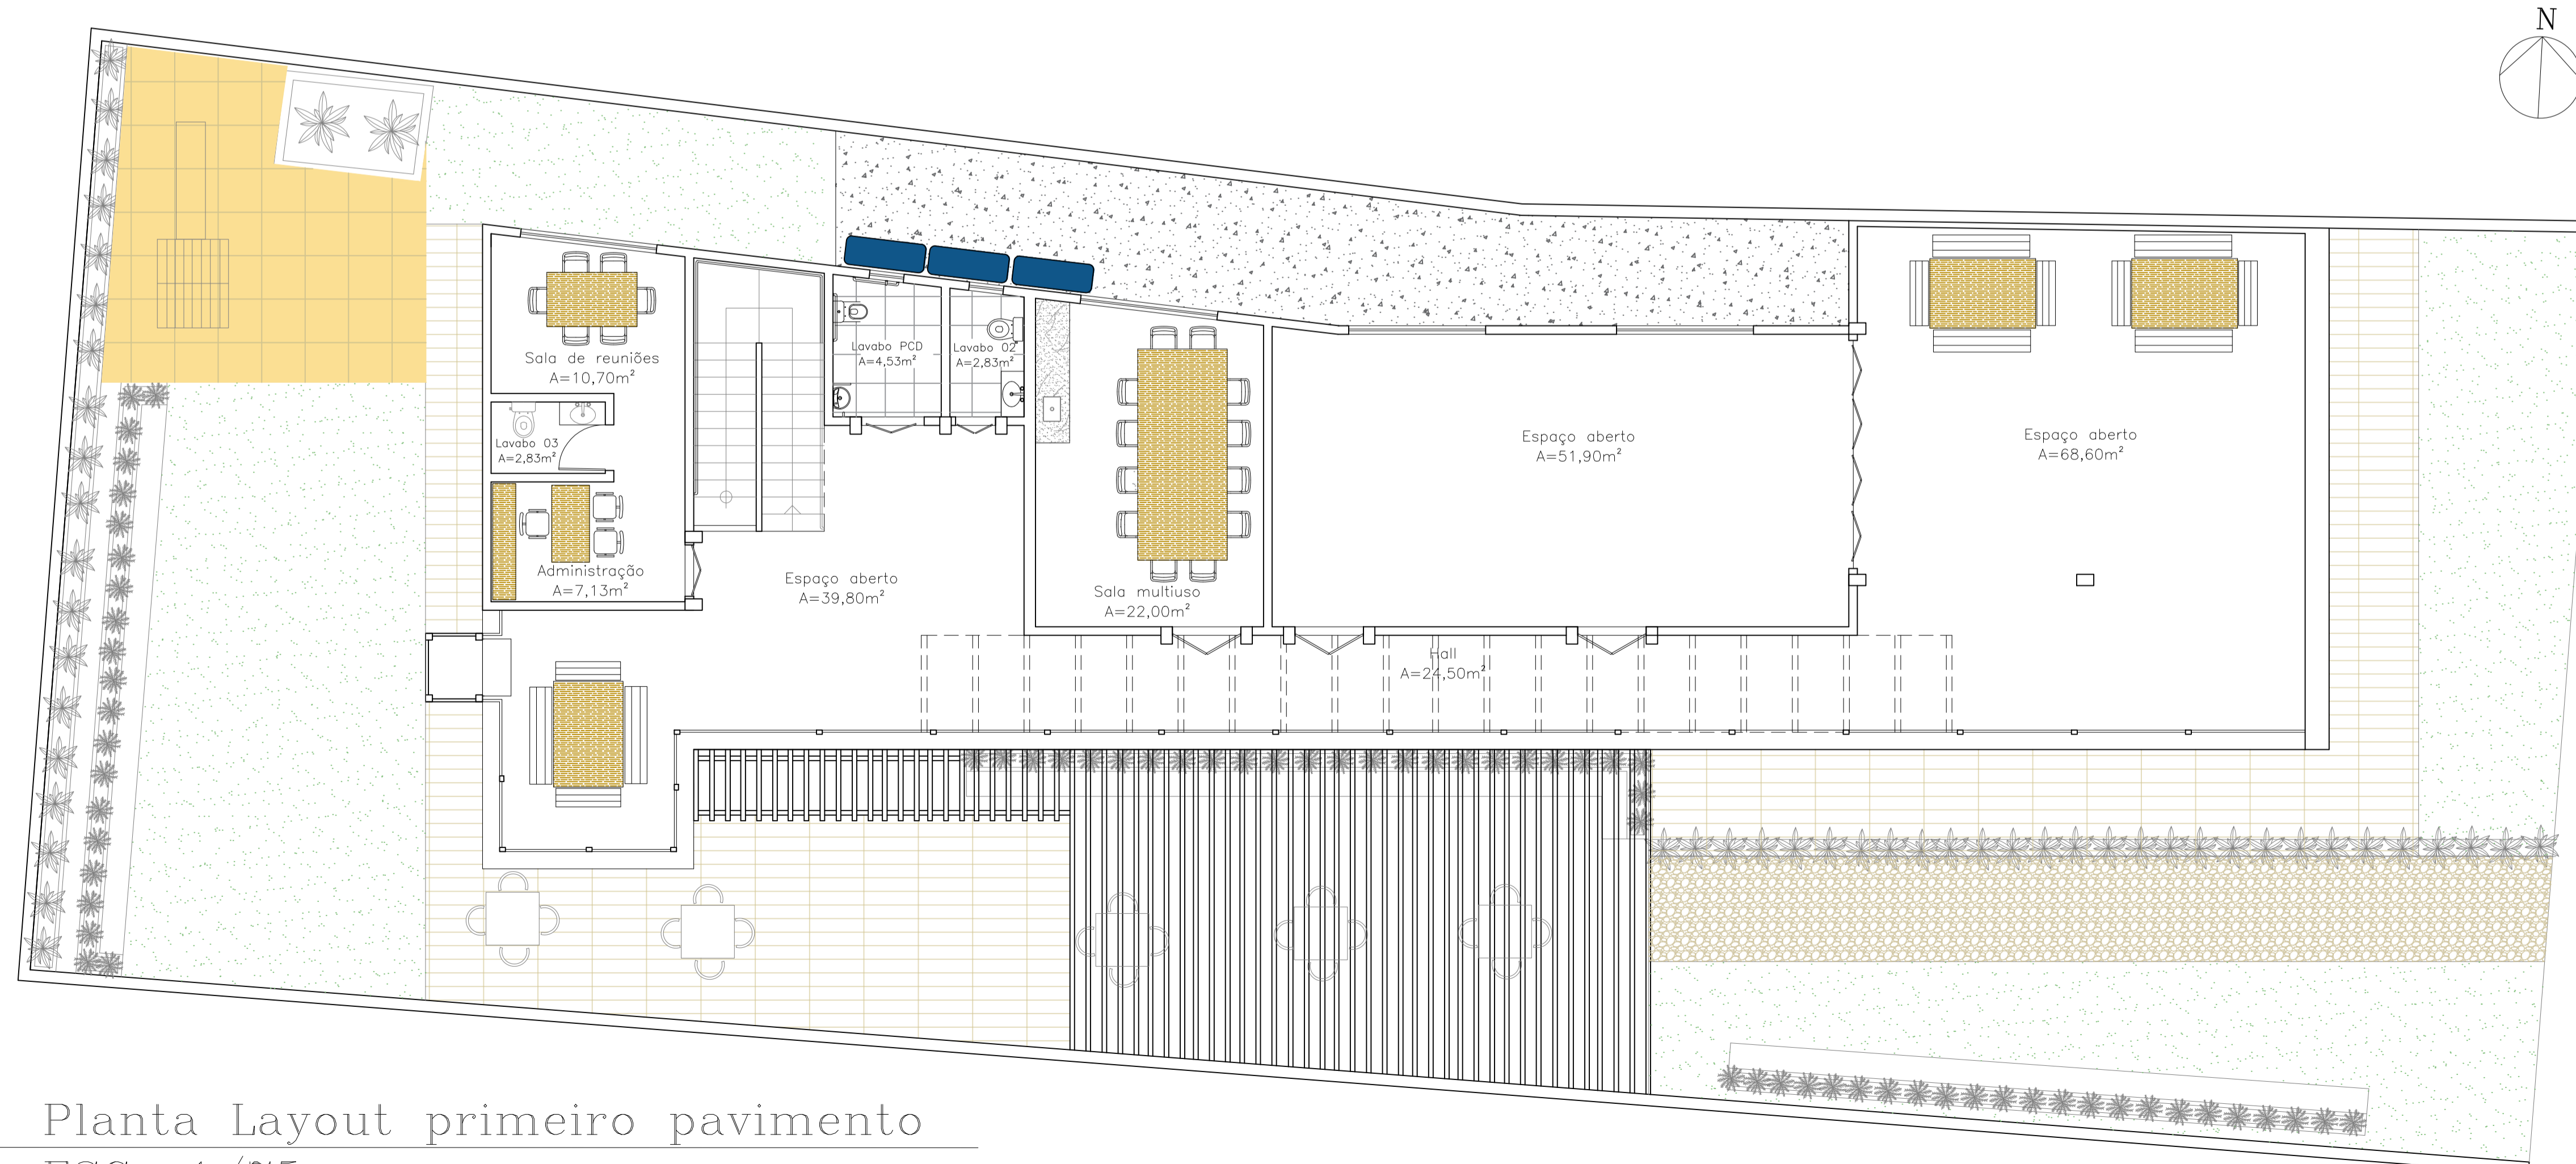 N
Sala de reuniões
A=10,70m²
Lavabo PCD
A=4,53m²
Lavabo 02
A=2,83m²
Lavabo 03
A=2,83m²
Administração
A=7,13m²
Espaço aberto
A=39,80m²
Sala multiuso
A=22,00m²
Espaço aberto
A=51,90m²
Espaço aberto
A=68,60m²
Hall
A=24,50m²
Planta Layout primeiro pavimento